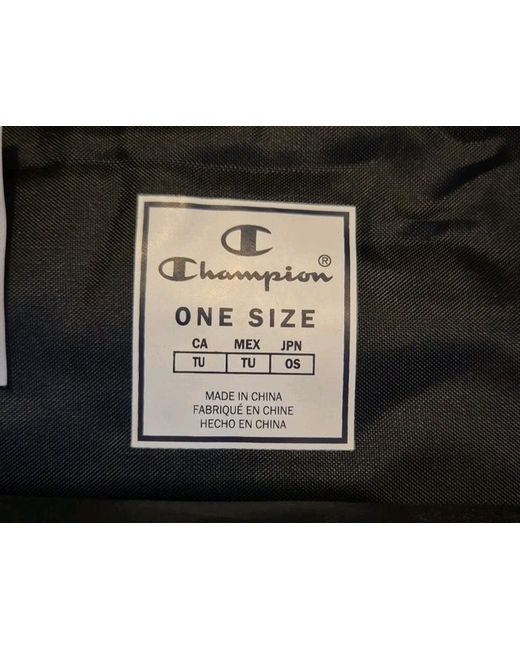 C
Champion®
ONE SIZE
CA MEX JPN
TU TU OS
MADE IN CHINA
FABRIQUÉ EN CHINE
HECHO EN CHINA